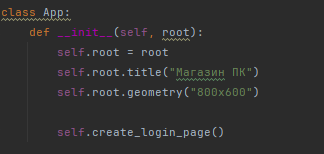 class App:
    def __init__(self, root):
        self.root = root
        self.root.title("Магазин ПК")
        self.root.geometry("800x600")

        self.create_login_page()